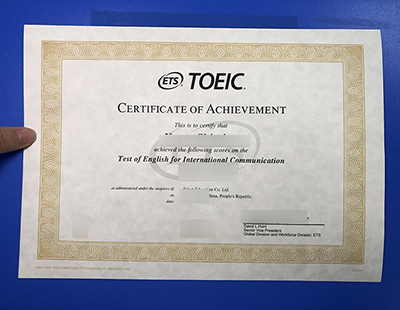 ETS TOEIC.
CERTIFICATE OF ACHIEVEMENT
This is to certify that
achieved the following scores on the
Test of English for International Communication
as administered under the auspices of Co. Ltd.
at People's Republic
date:
David L. Hunt
Senior Vice President
Global Division and Workforce Division, ETS